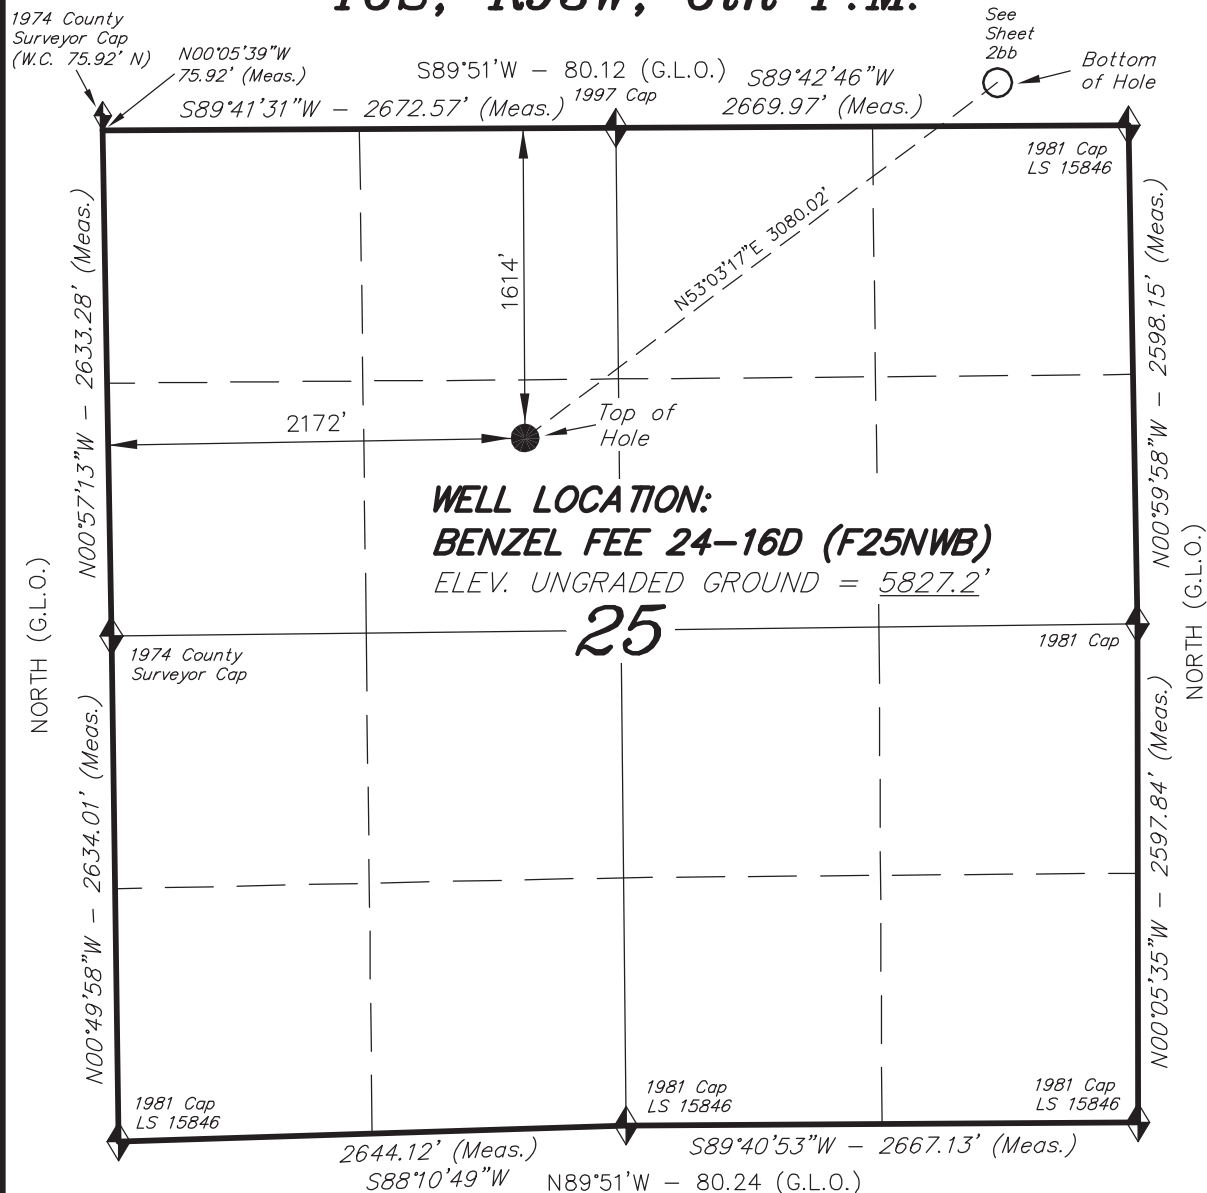 T6S, R93W, 6th P.M.
1974 County
Surveyor Cap
(W.C. 75.92' N)
N00°05'39"W
75.92' (Meas.)
S89°51'W – 80.12 (G.L.O.)
S89°41'31"W – 2672.57' (Meas.)
1997 Cap
S89°42'46"W
2669.97' (Meas.)
See
Sheet
2bb
Bottom
of Hole
1981 Cap
LS 15846
N00°57'13"W – 2633.28' (Meas.)
1614'
N53°03'17"E 3080.02'
N00°59'58"W – 2598.15' (Meas.)
2172'
Top of
Hole
WELL LOCATION:
BENZEL FEE 24–16D (F25NWB)
ELEV. UNGRADED GROUND = 5827.2'
25
NORTH (G.L.O.)
1974 County
Surveyor Cap
1981 Cap
NORTH (G.L.O.)
N00°49'58"W – 2634.01' (Meas.)
N00°05'35"W – 2597.84' (Meas.)
1981 Cap
LS 15846
1981 Cap
LS 15846
1981 Cap
LS 15846
2644.12' (Meas.)
S88°10'49"W
S89°40'53"W – 2667.13' (Meas.)
N89°51'W – 80.24 (G.L.O.)